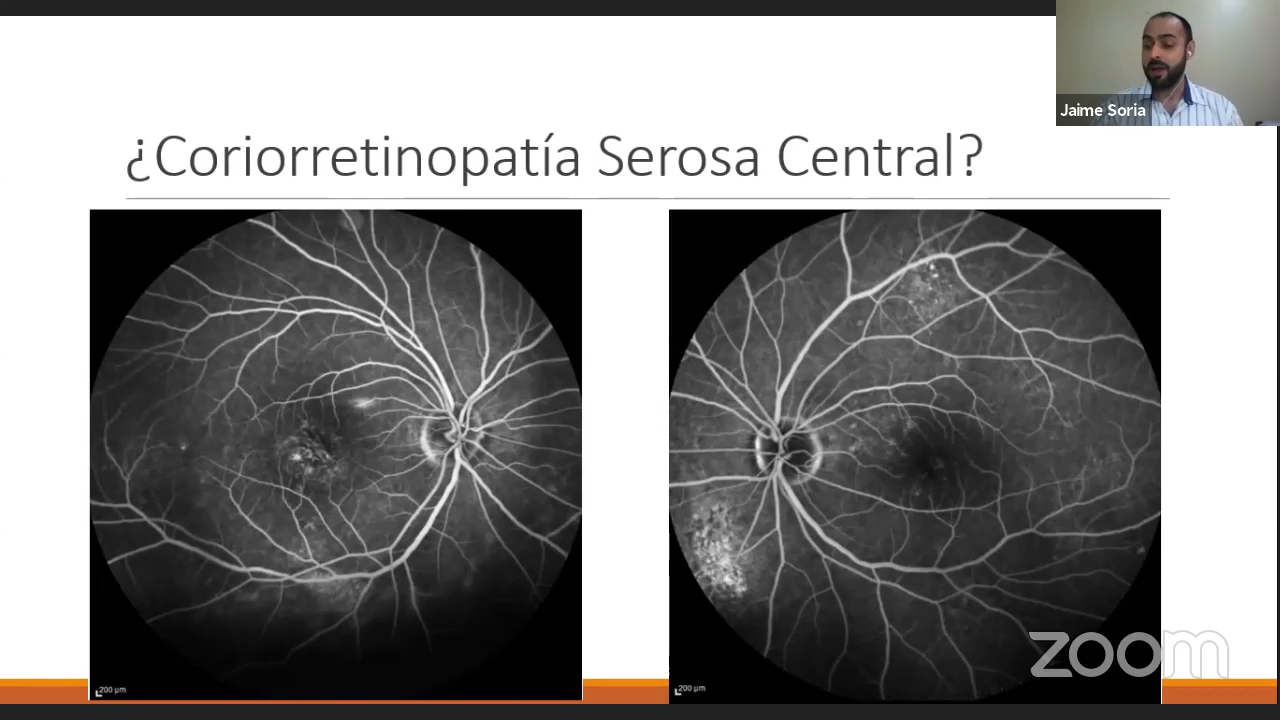 Jaime Soria
¿Coriorretinopatía Serosa Central?
200 µm
200 µm
zoom